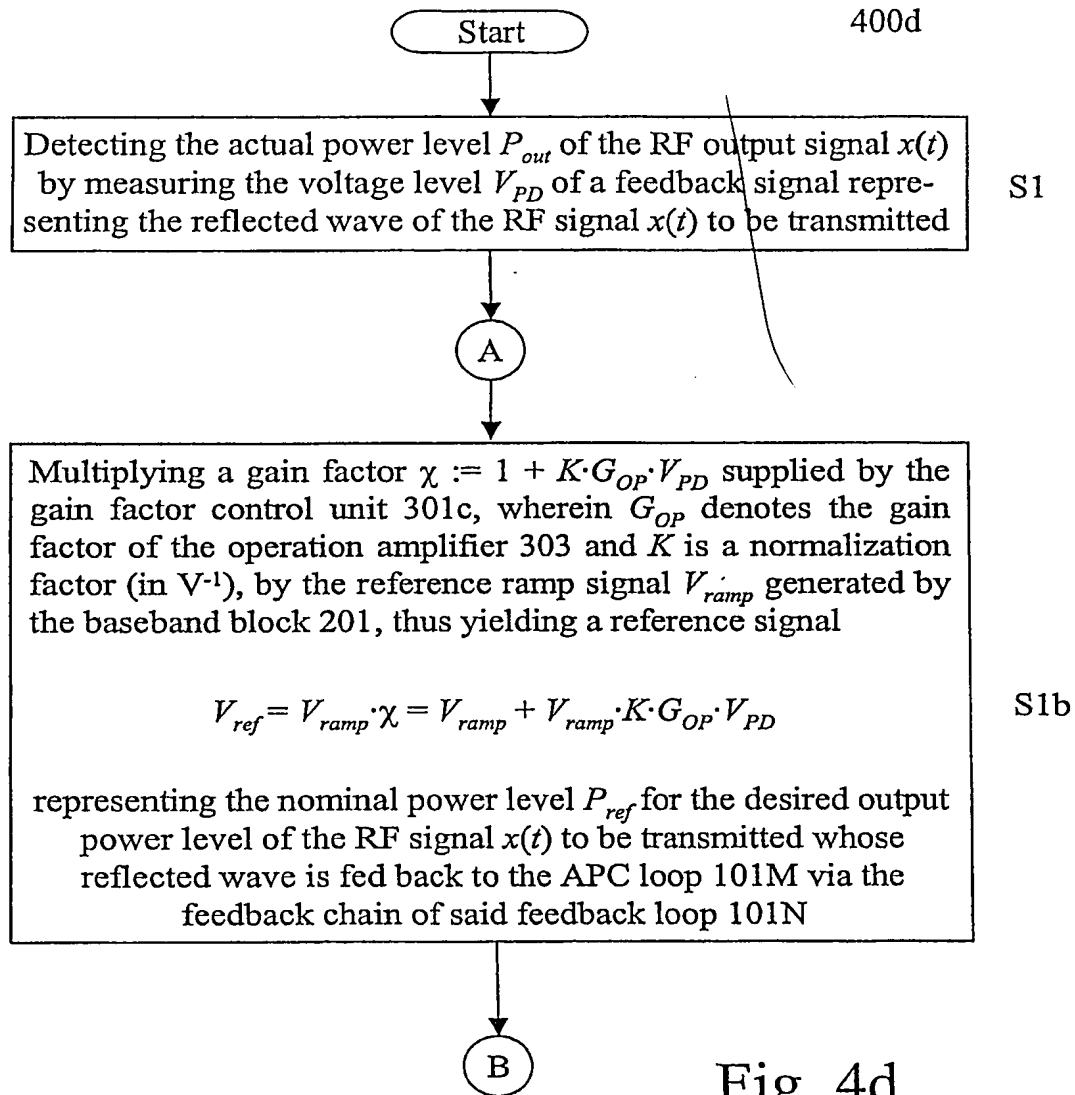 400d
Start
Detecting the actual power level P_out of the RF output signal x(t)
by measuring the voltage level V_PD of a feedback signal repre-
senting the reflected wave of the RF signal x(t) to be transmitted
S1
A
Multiplying a gain factor χ := 1 + K·G_OP·V_PD supplied by the
gain factor control unit 301c, wherein G_OP denotes the gain
factor of the operation amplifier 303 and K is a normalization
factor (in V⁻¹), by the reference ramp signal V_ramp generated by
the baseband block 201, thus yielding a reference signal
V_ref = V_ramp·χ = V_ramp + V_ramp·K·G_OP·V_PD
S1b
representing the nominal power level P_ref for the desired output
power level of the RF signal x(t) to be transmitted whose
reflected wave is fed back to the APC loop 101M via the
feedback chain of said feedback loop 101N
B
Fig. 4d